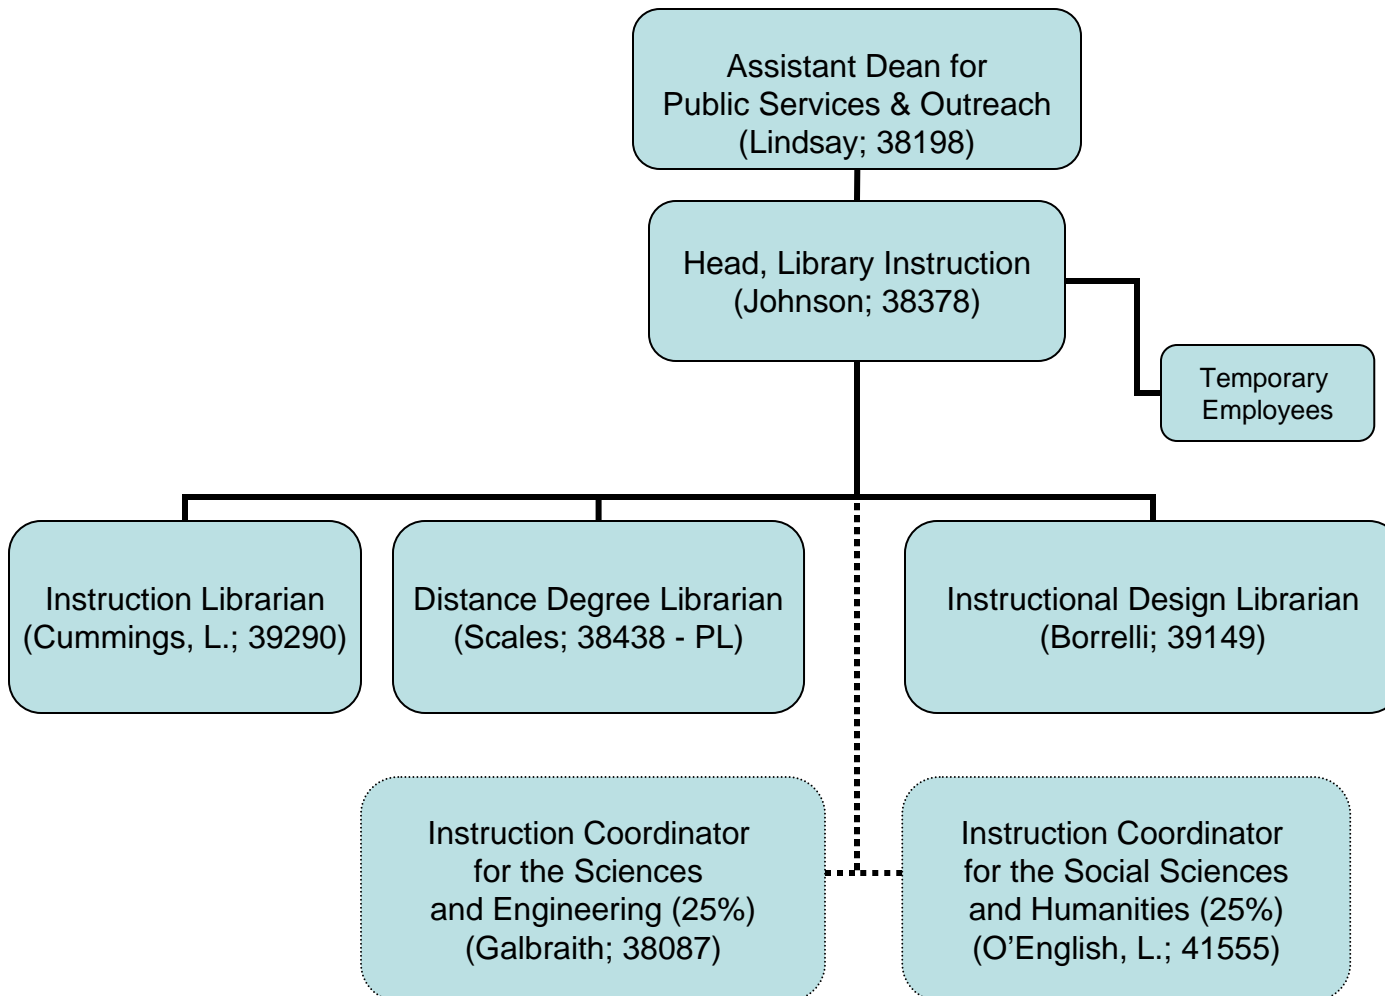 Assistant Dean for
Public Services & Outreach
(Lindsay; 38198)
Head, Library Instruction
(Johnson; 38378)
Temporary
Employees
Instruction Librarian
(Cummings, L.; 39290)
Distance Degree Librarian
(Scales; 38438 - PL)
Instructional Design Librarian
(Borrelli; 39149)
Instruction Coordinator
for the Sciences
and Engineering (25%)
(Galbraith; 38087)
Instruction Coordinator
for the Social Sciences
and Humanities (25%)
(O’English, L.; 41555)